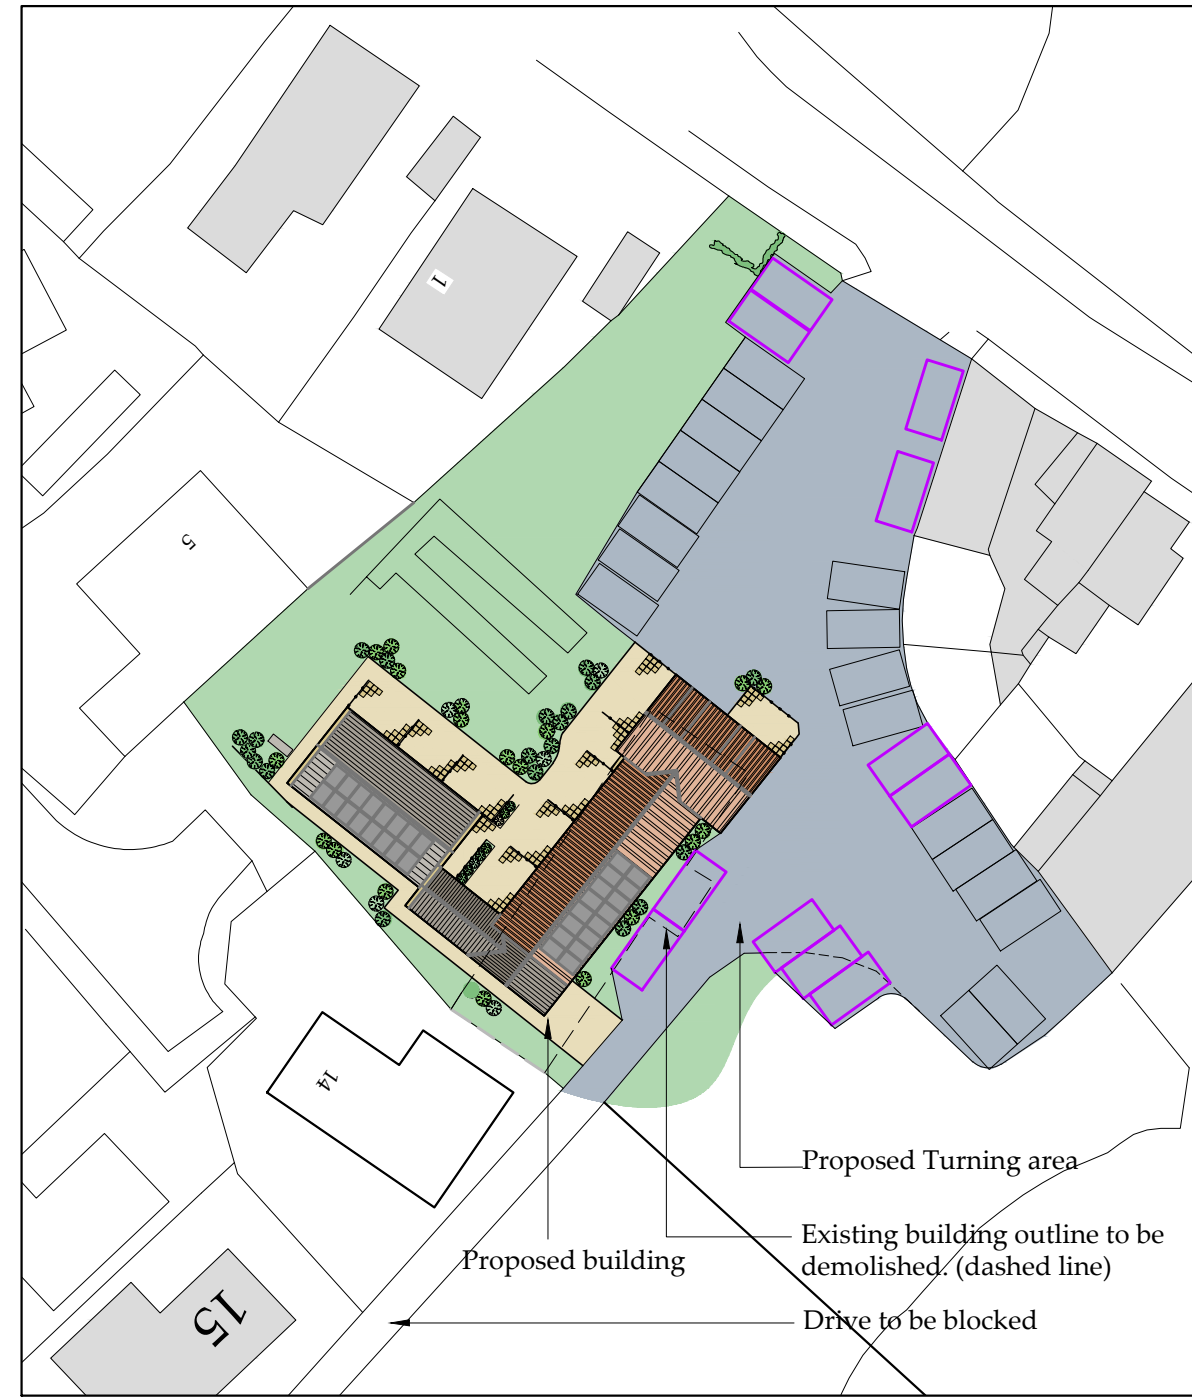 1
5
14
Proposed Turning area
Existing building outline to be
demolished. (dashed line)
Proposed building
15
Drive to be blocked